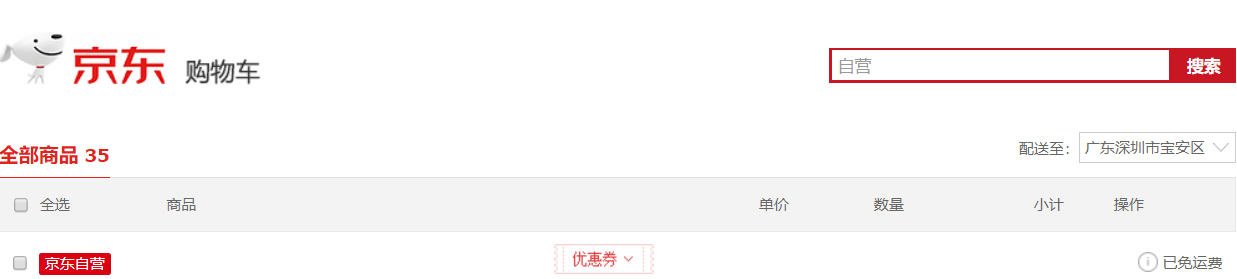 京东 购物车
自营 搜索
全部商品 35
配送至: 广东深圳市宝安区
全选 商品 单价 数量 小计 操作
京东自营 优惠券 已免运费